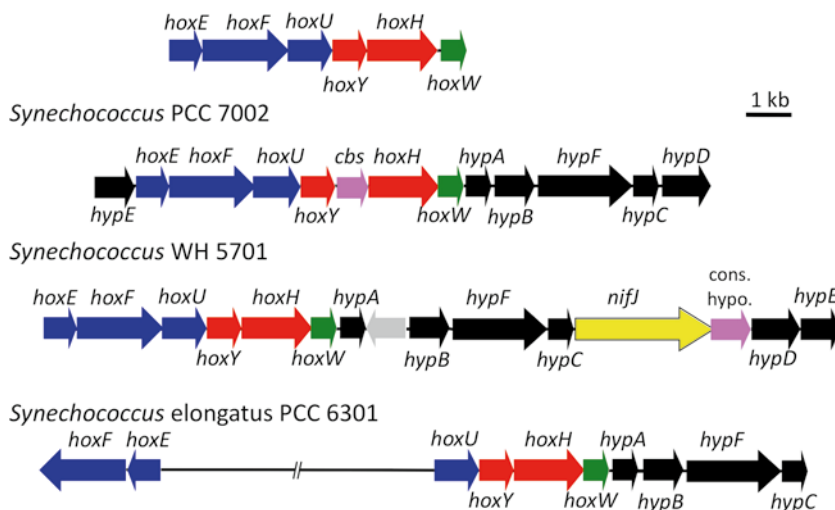 hoxE hoxF hoxU hoxH
hoxY hoxW
Synechococcus PCC 7002
1 kb
hoxE hoxF hoxU cbs hoxH hypA hypF hypD
hypE hoxY hoxW hypB hypC
Synechococcus WH 5701
hoxE hoxF hoxU hoxH hypA hypF nifJ cons. hypE
hypo.
hoxY hoxW hypB hypC hypD
Synechococcus elongatus PCC 6301
hoxF hoxE hoxU hoxH hypA hypF
hoxY hoxW hypB hypC